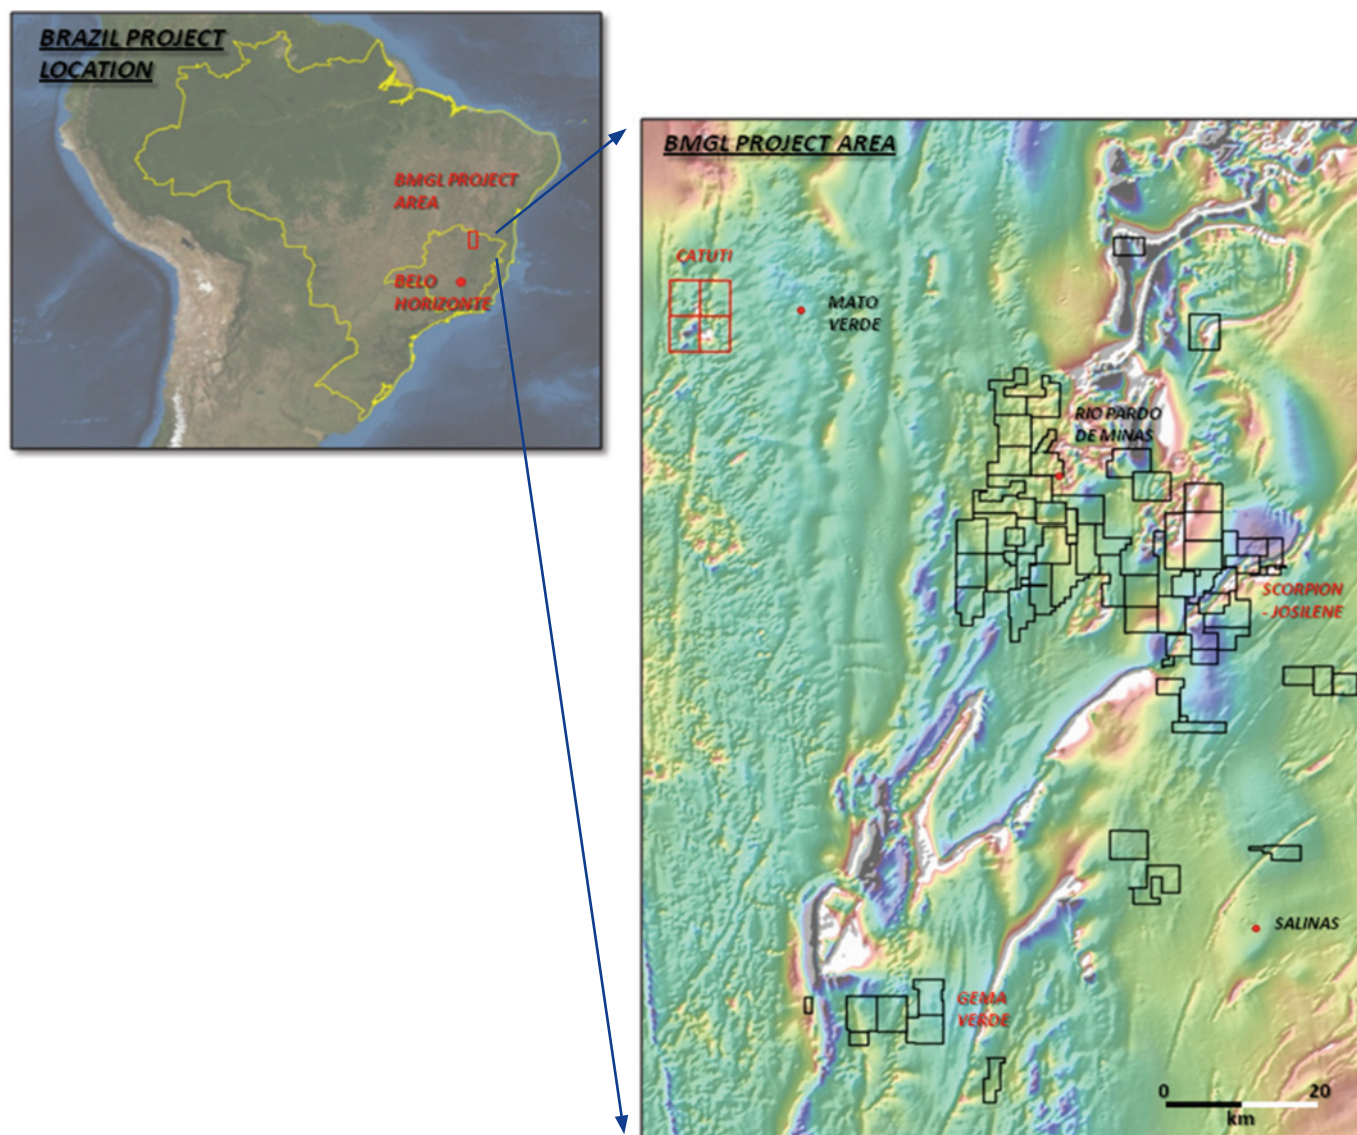 BRAZIL PROJECT
LOCATION
BMGL PROJECT
AREA
BELO
HORIZONTE
BMGL PROJECT AREA
CATUTI
MATO
VERDE
RIO PARDO
DE MINAS
SCORPION
- JOSILENE
SALINAS
GEMA
VERDE
0 20
km